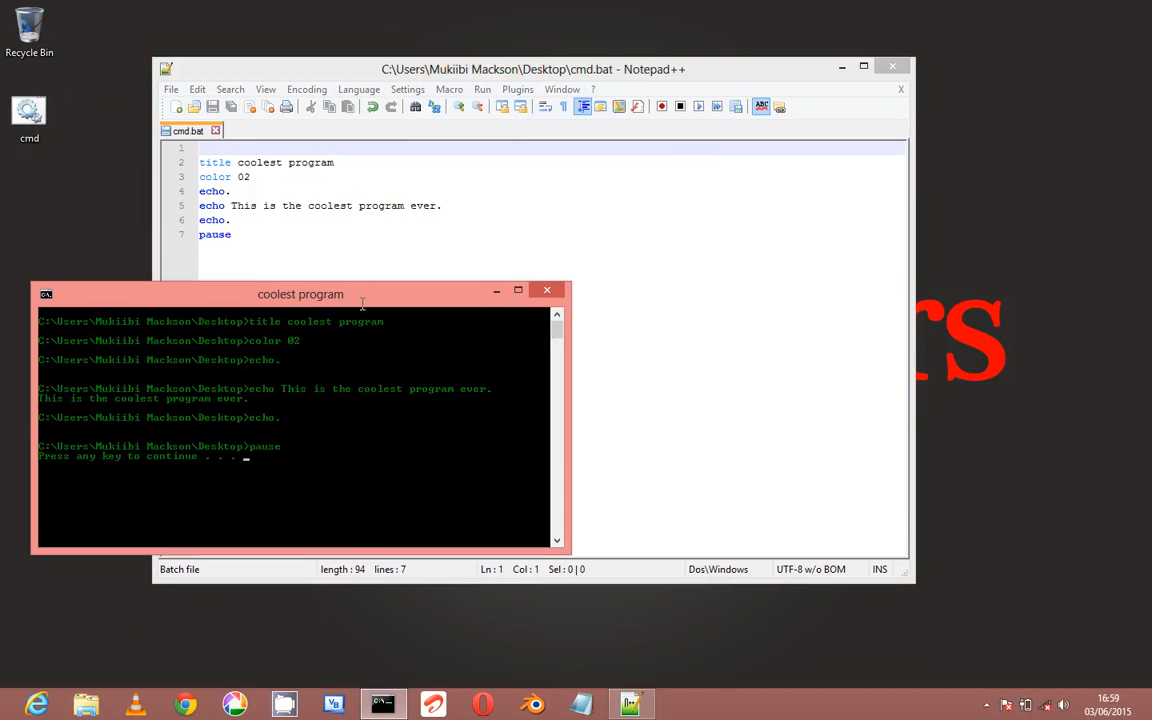 Recycle Bin
cmd
C:\Users\Mukiibi Mackson\Desktop\cmd.bat - Notepad++
File Edit Search View Encoding Language Settings Macro Run Plugins Window ? X
cmd.bat
1
2 title coolest program
3 color 02
4 echo.
5 echo This is the coolest program ever.
6 echo.
7 pause
coolest program
C:\Users\Mukiibi Mackson\Desktop>title coolest program
C:\Users\Mukiibi Mackson\Desktop>color 02
C:\Users\Mukiibi Mackson\Desktop>echo.
C:\Users\Mukiibi Mackson\Desktop>echo This is the coolest program ever.
This is the coolest program ever.
C:\Users\Mukiibi Mackson\Desktop>echo.
C:\Users\Mukiibi Mackson\Desktop>pause
Press any key to continue . . .
rs
Batch file length : 94 lines : 7 Ln : 1 Col : 1 Sel : 0 | 0 Dos\Windows UTF-8 w/o BOM INS
16:59
03/06/2015